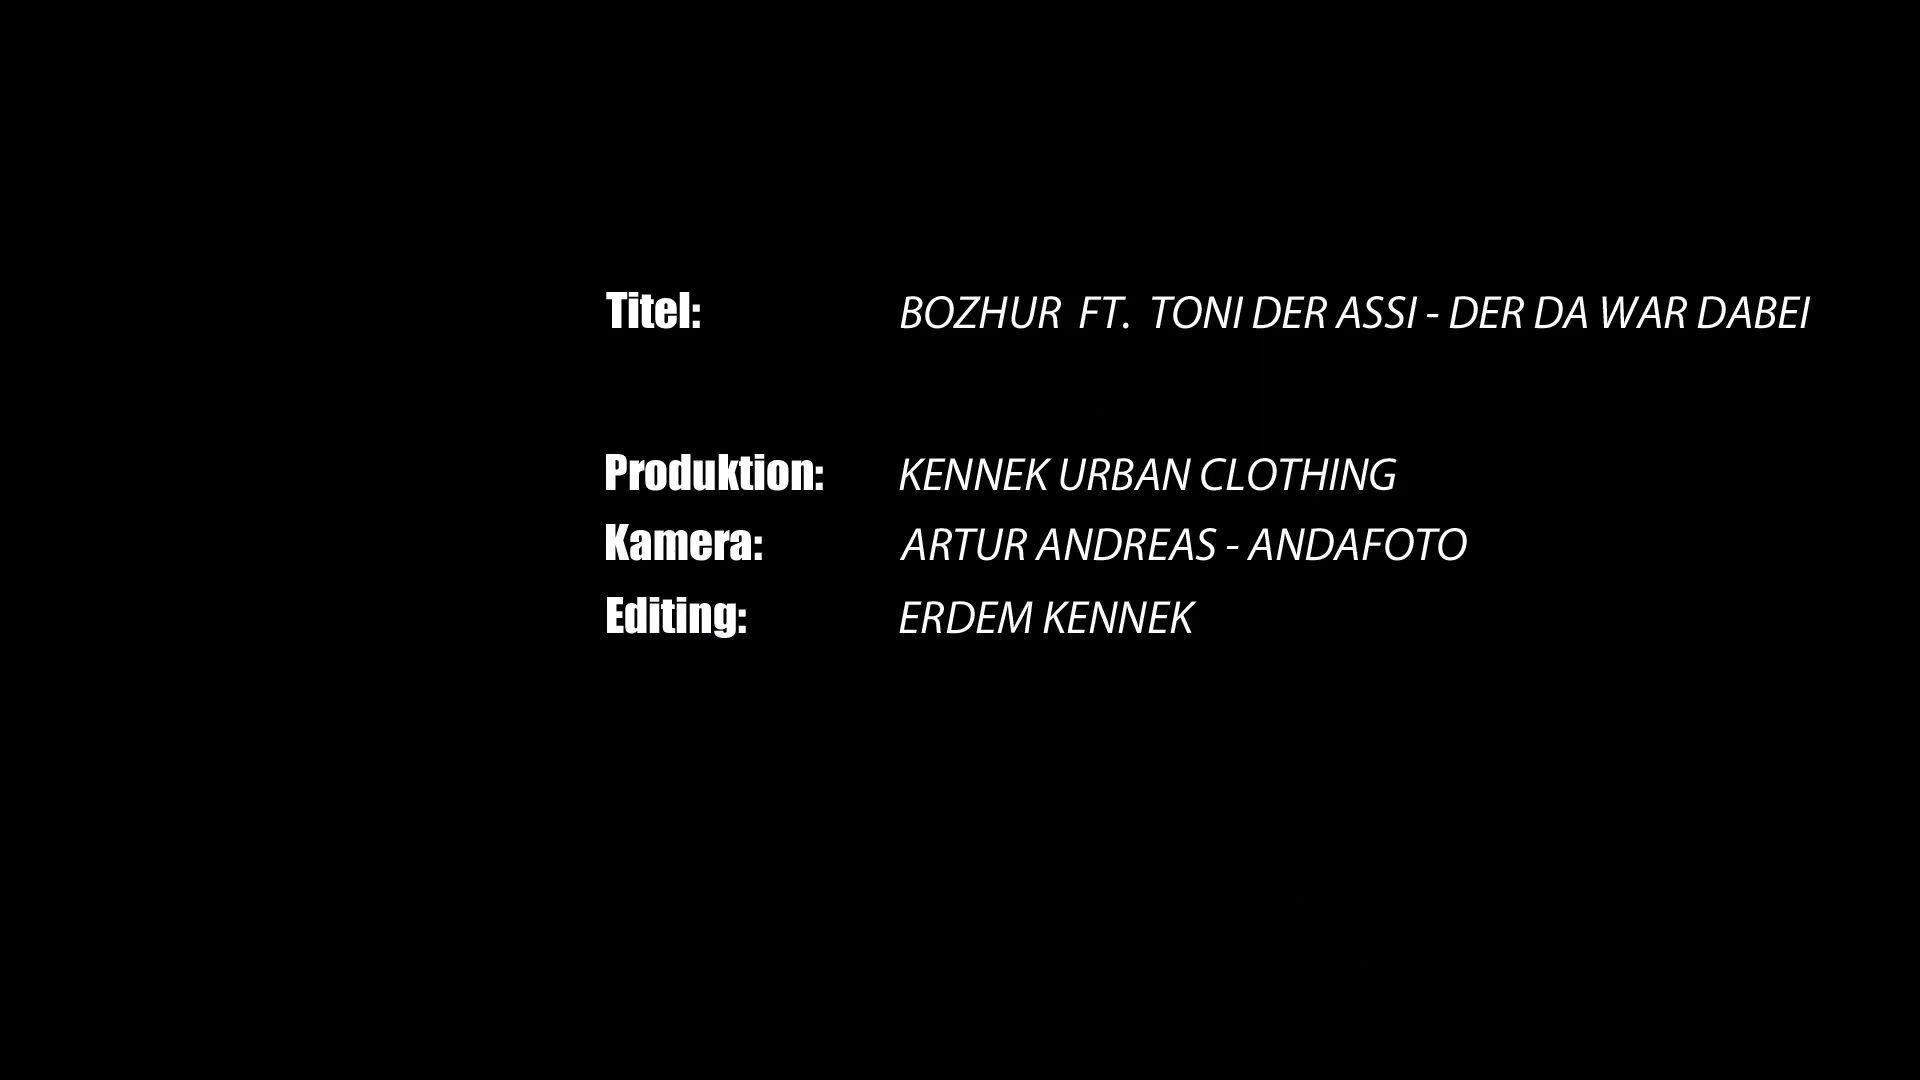 Titel: BOZHUR FT. TONI DER ASSI - DER DA WAR DABEI
Produktion: KENNEK URBAN CLOTHING
Kamera: ARTUR ANDREAS - ANDAFOTO
Editing: ERDEM KENNEK